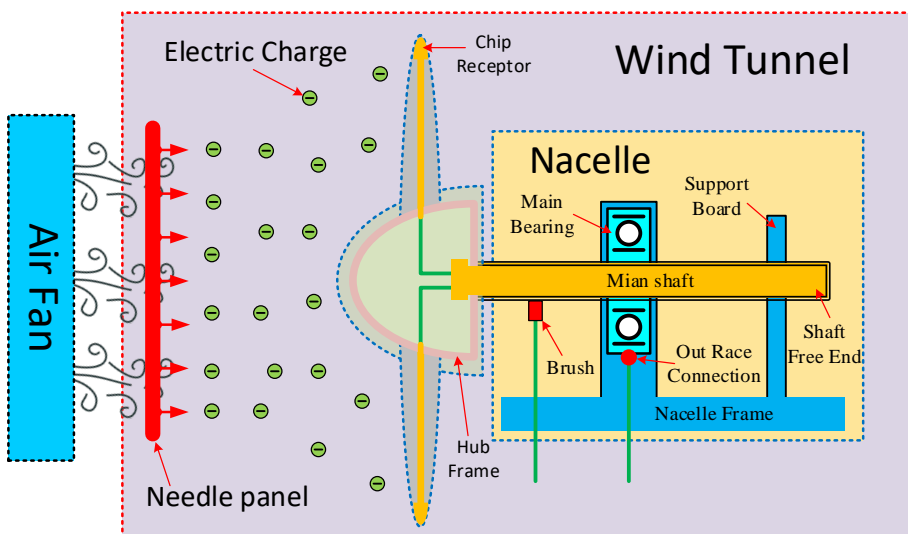 Electric Charge
Chip
Receptor
Wind Tunnel
Air Fan
Nacelle
Main
Bearing
Support
Board
Mian shaft
Shaft
Free End
Brush
Out Race
Connection
Nacelle Frame
Hub
Frame
Needle panel